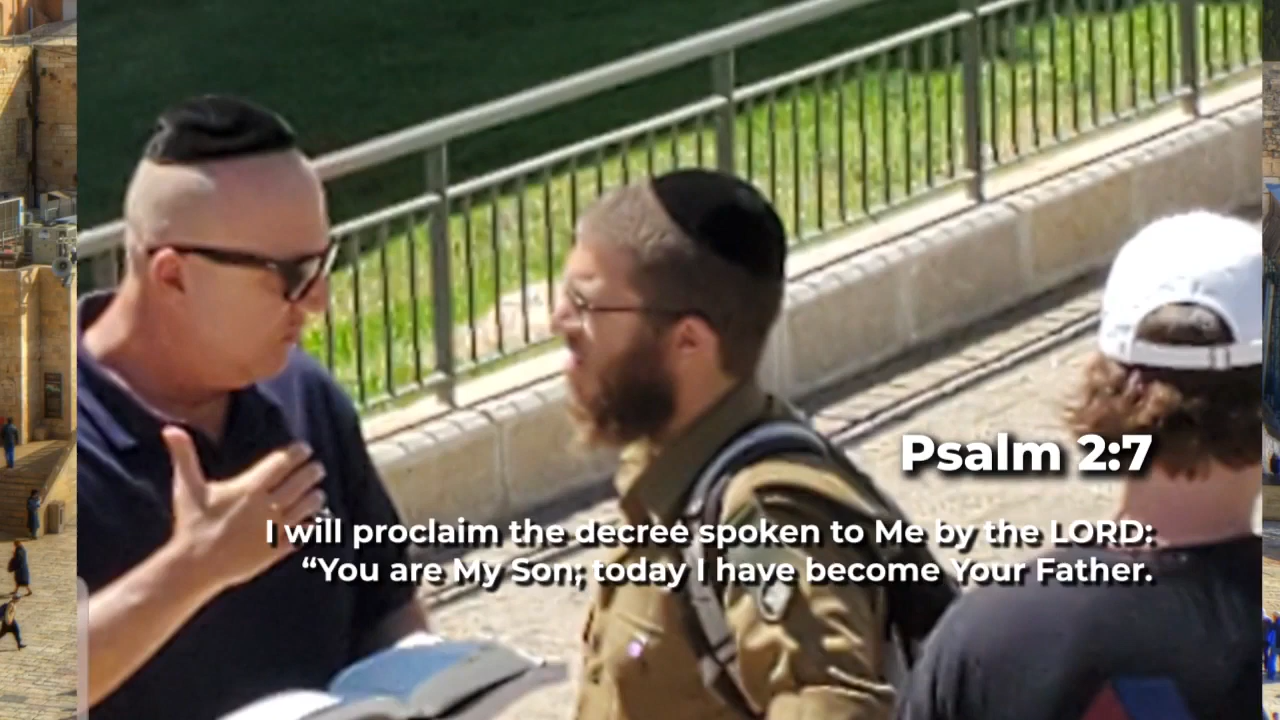 Psalm 2:7
I will proclaim the decree spoken to Me by the LORD:
“You are My Son; today I have become Your Father.